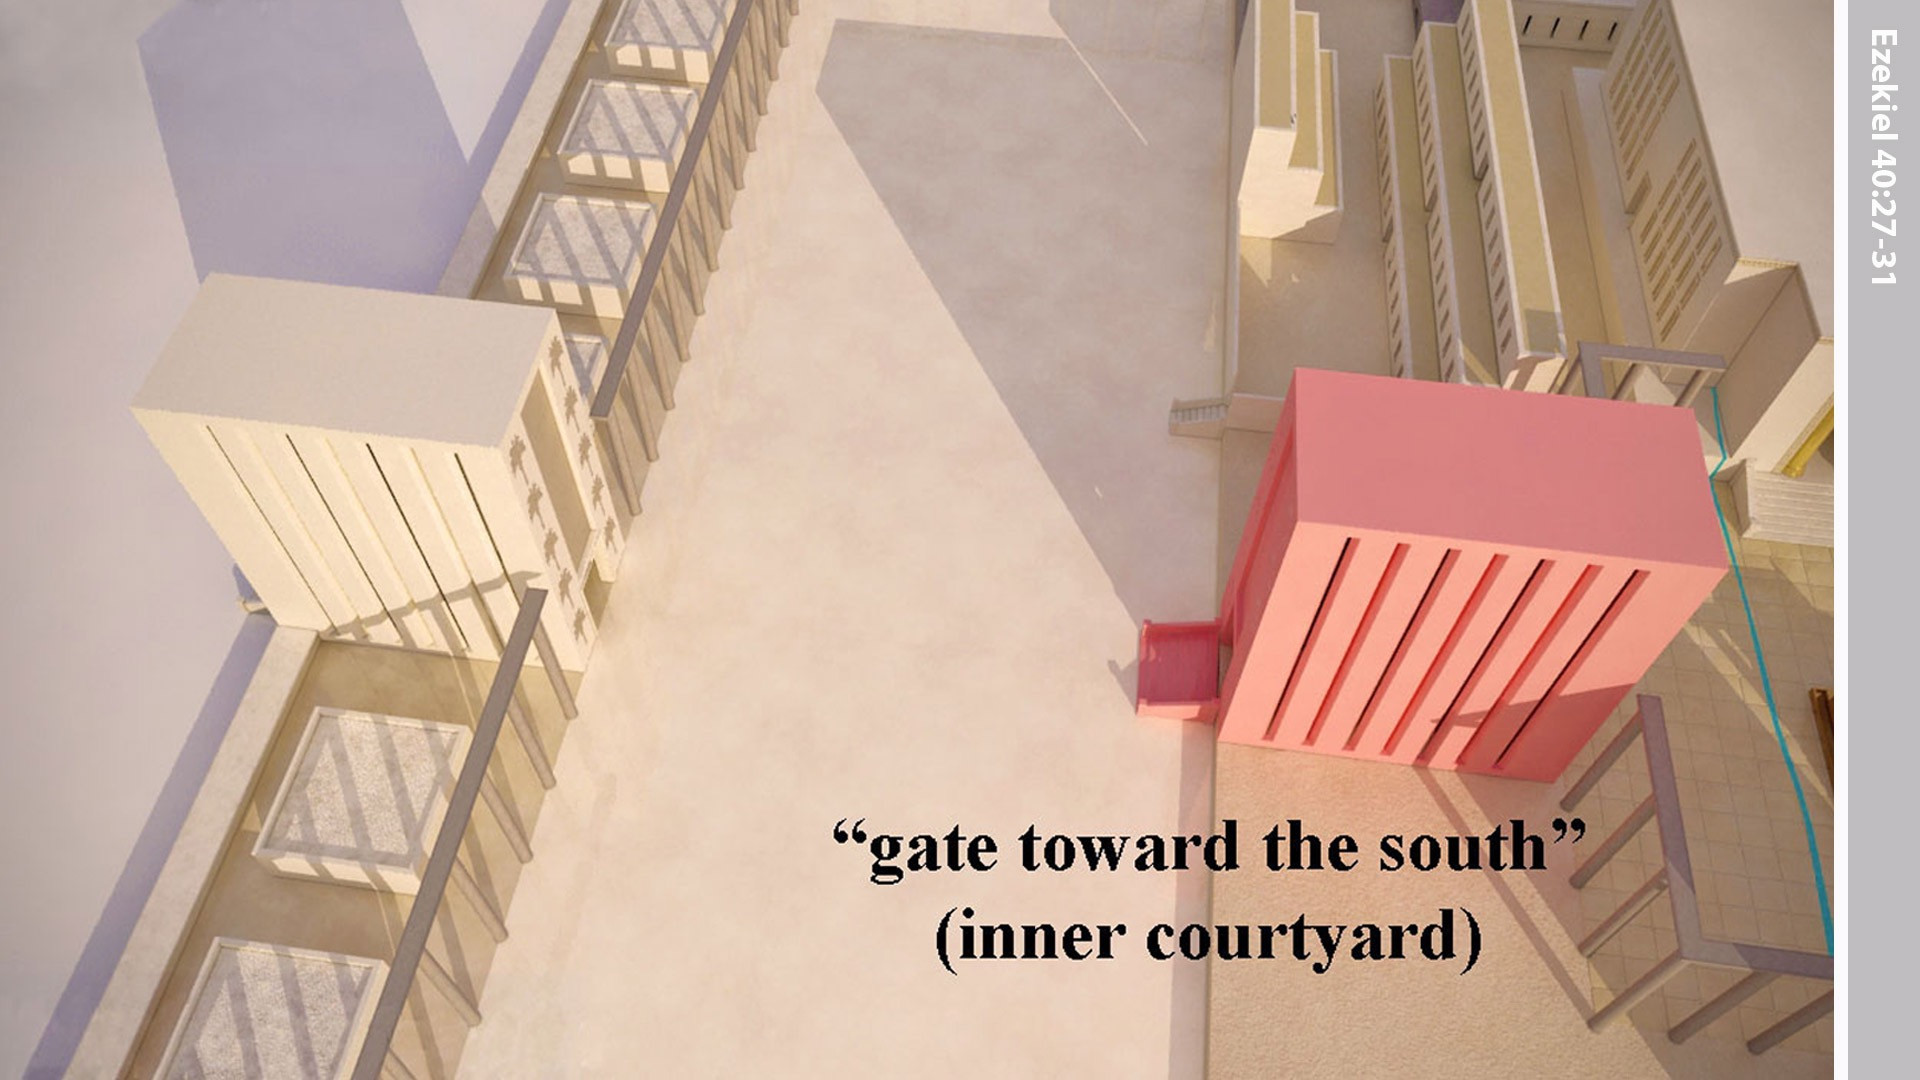 “gate toward the south”
(inner courtyard)
Ezekiel 40:27-31